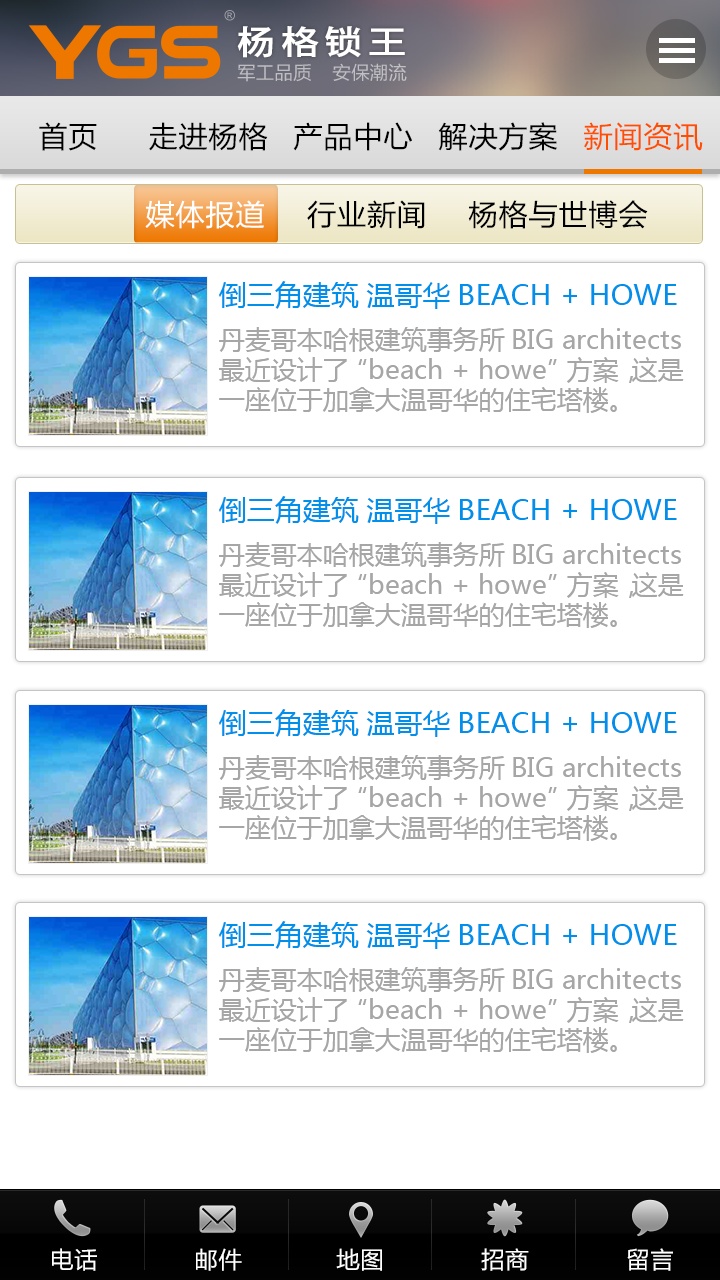 YGS® 杨格锁王
军工品质 安保潮流
首页 走进杨格 产品中心 解决方案 新闻资讯
媒体报道 行业新闻 杨格与世博会
倒三角建筑 温哥华 BEACH + HOWE
丹麦哥本哈根建筑事务所 BIG architects
最近设计了 “beach + howe” 方案 ,这是
一座位于加拿大温哥华的住宅塔楼。
倒三角建筑 温哥华 BEACH + HOWE
丹麦哥本哈根建筑事务所 BIG architects
最近设计了 “beach + howe” 方案 ,这是
一座位于加拿大温哥华的住宅塔楼。
倒三角建筑 温哥华 BEACH + HOWE
丹麦哥本哈根建筑事务所 BIG architects
最近设计了 “beach + howe” 方案 ,这是
一座位于加拿大温哥华的住宅塔楼。
倒三角建筑 温哥华 BEACH + HOWE
丹麦哥本哈根建筑事务所 BIG architects
最近设计了 “beach + howe” 方案 ,这是
一座位于加拿大温哥华的住宅塔楼。
电话 邮件 地图 招商 留言